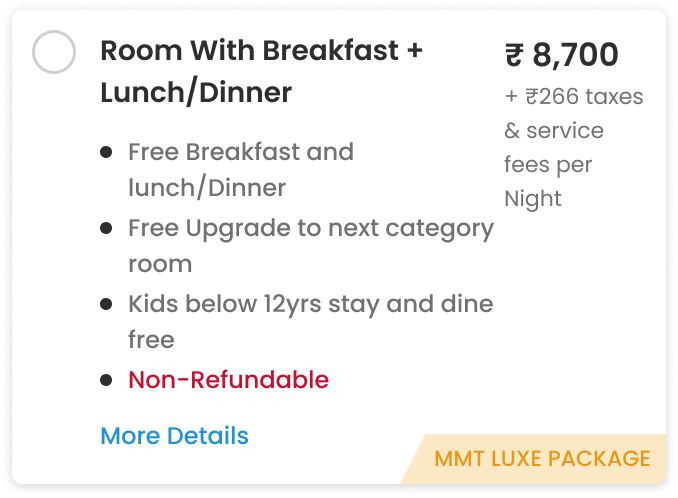 Room With Breakfast +
Lunch/Dinner
₹ 8,700
+ ₹266 taxes
& service
fees per
Night
Free Breakfast and
lunch/Dinner
Free Upgrade to next category
room
Kids below 12yrs stay and dine
free
Non-Refundable
More Details
MMT LUXE PACKAGE